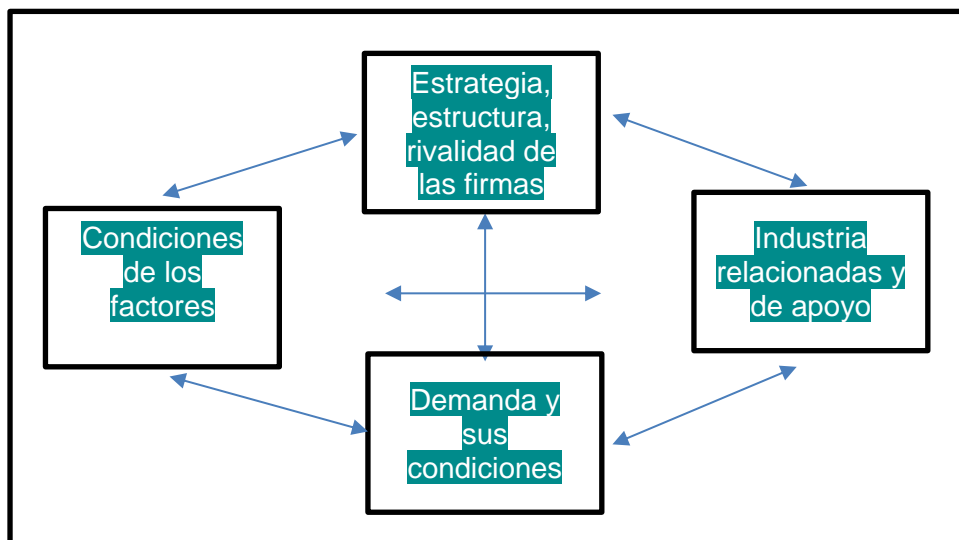 Estrategia,
estructura,
rivalidad de
las firmas
Condiciones
de los
factores
Industria
relacionadas y
de apoyo
Demanda y
sus
condiciones